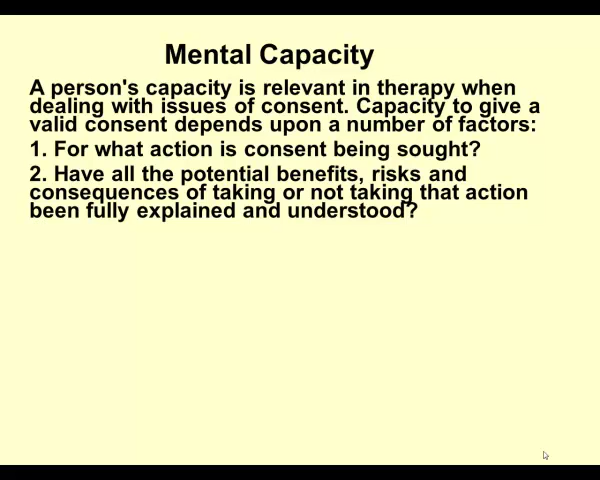 Mental Capacity
A person's capacity is relevant in therapy when
dealing with issues of consent. Capacity to give a
valid consent depends upon a number of factors:
1. For what action is consent being sought?
2. Have all the potential benefits, risks and
consequences of taking or not taking that action
been fully explained and understood?